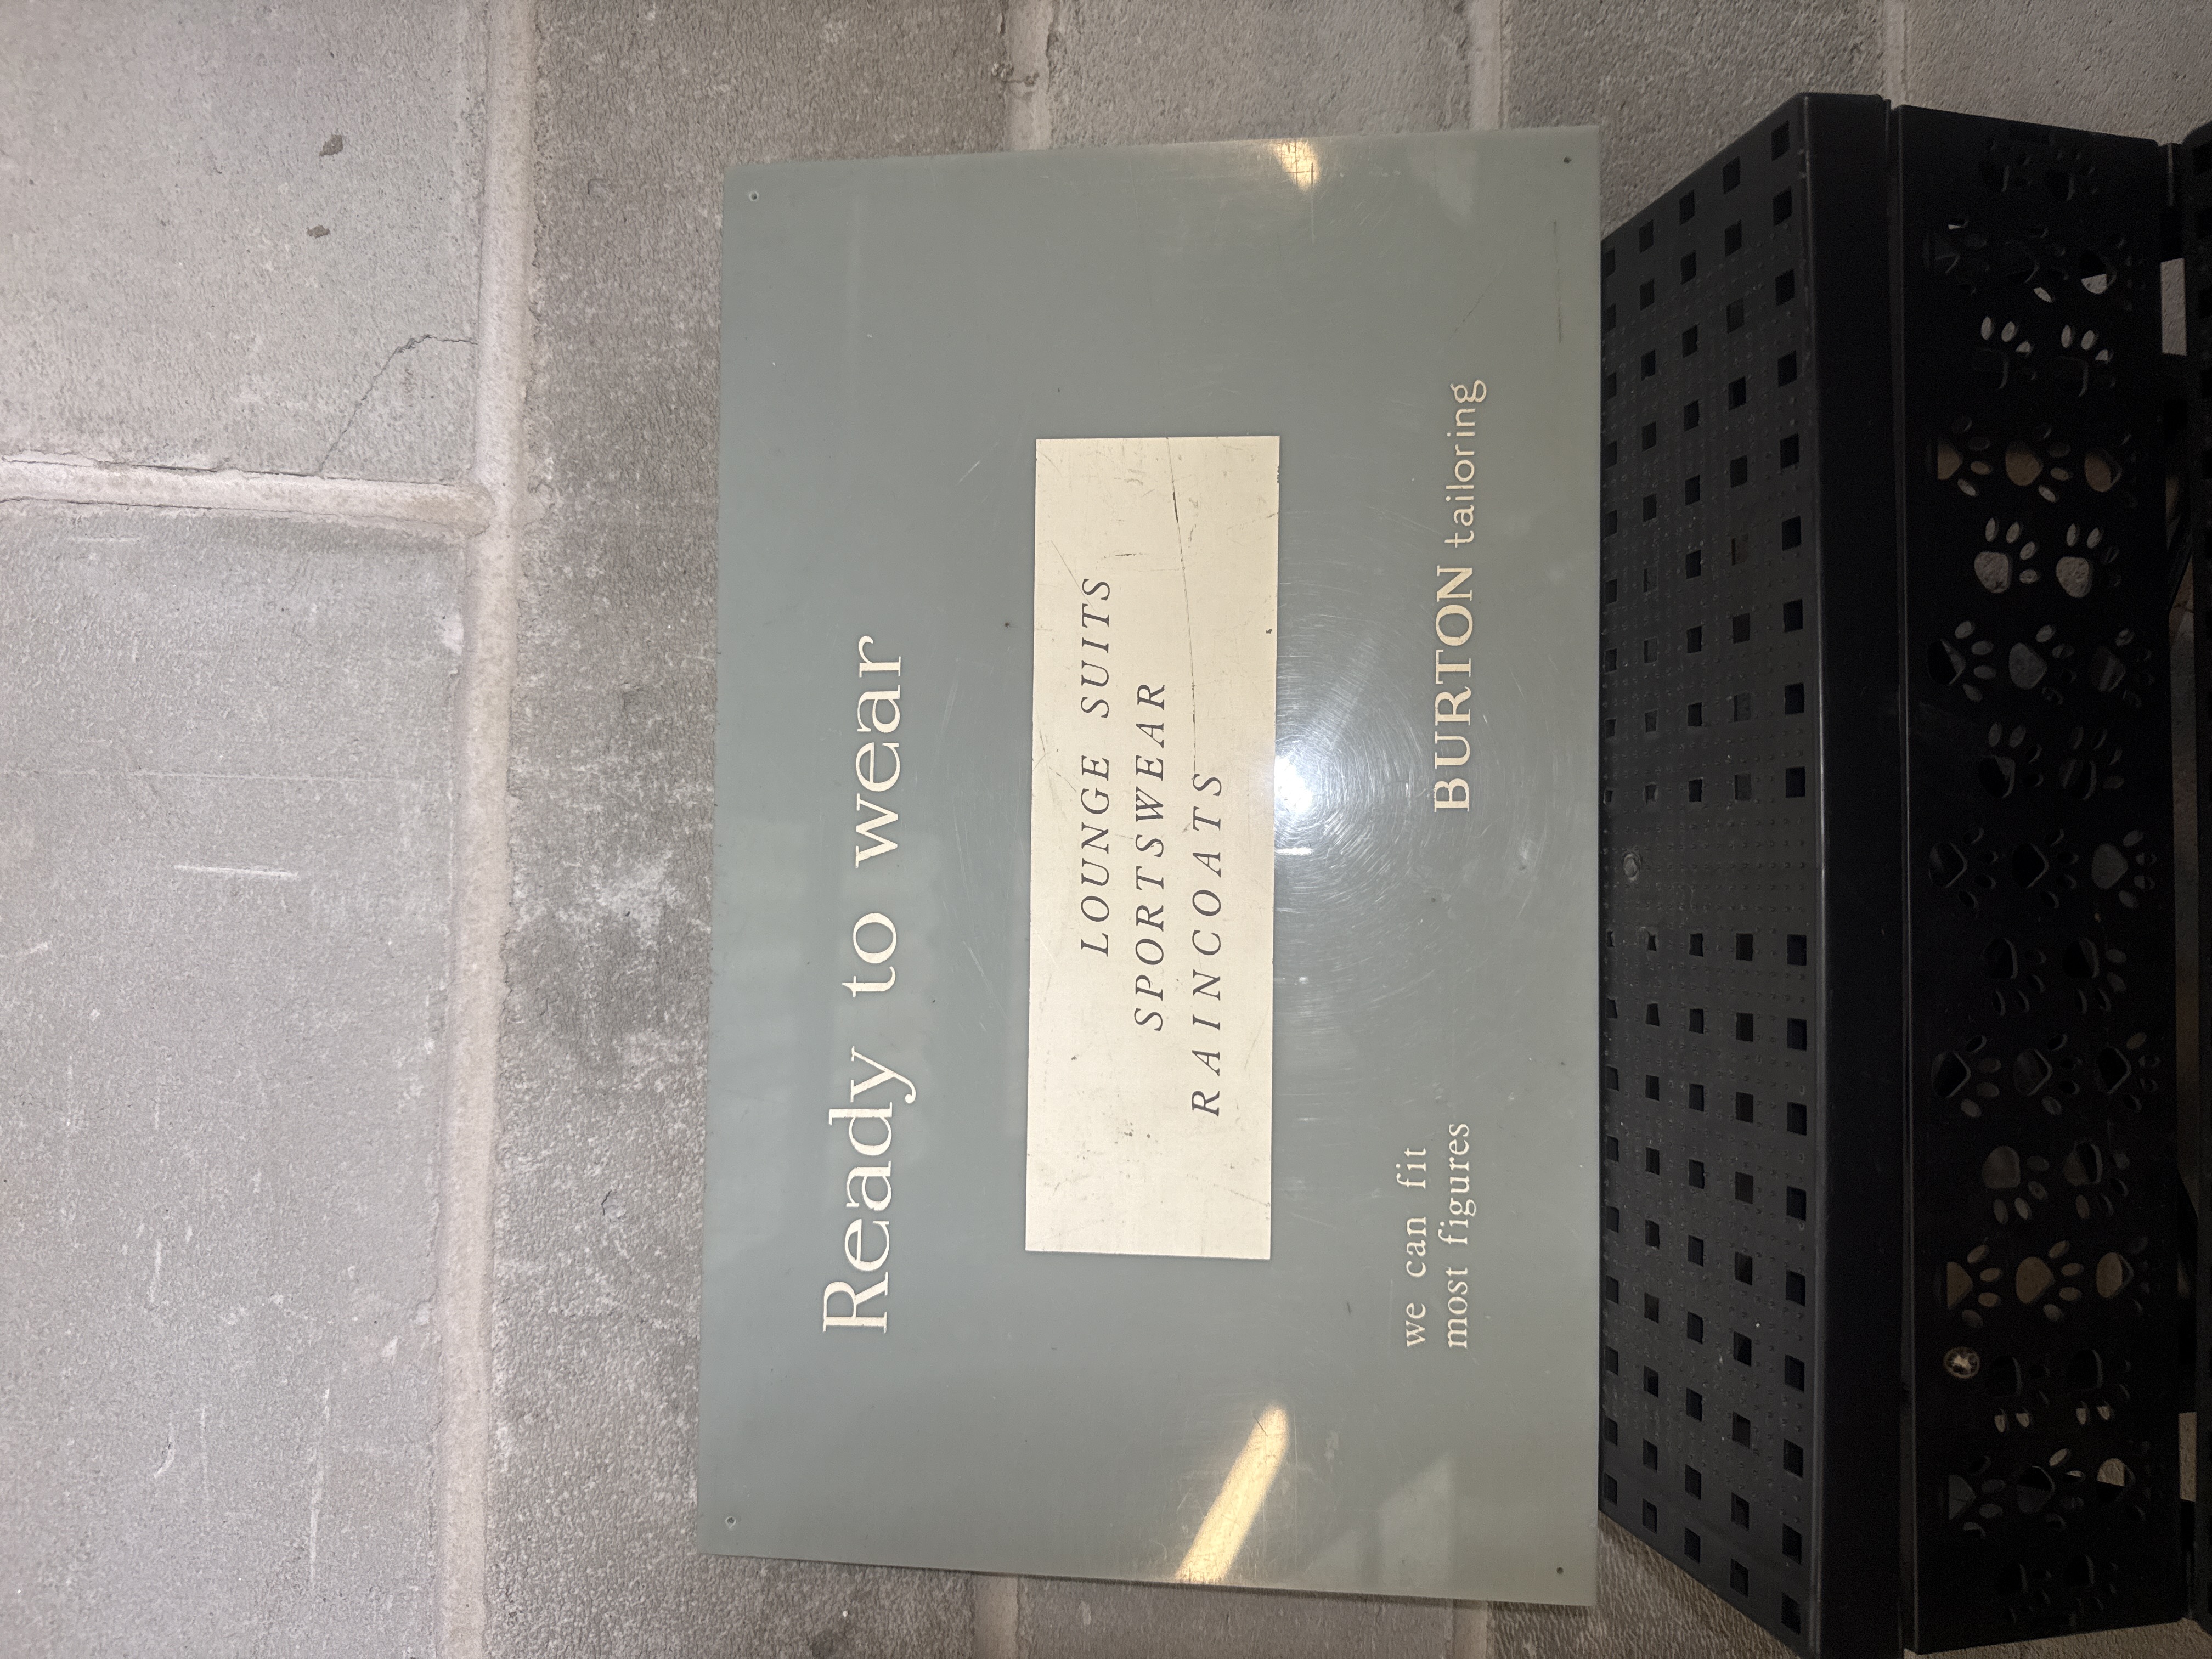 Ready to wear
LOUNGE SUITS
SPORTSWEAR
RAINCOATS
we can fit
most figures
BURTON tailoring